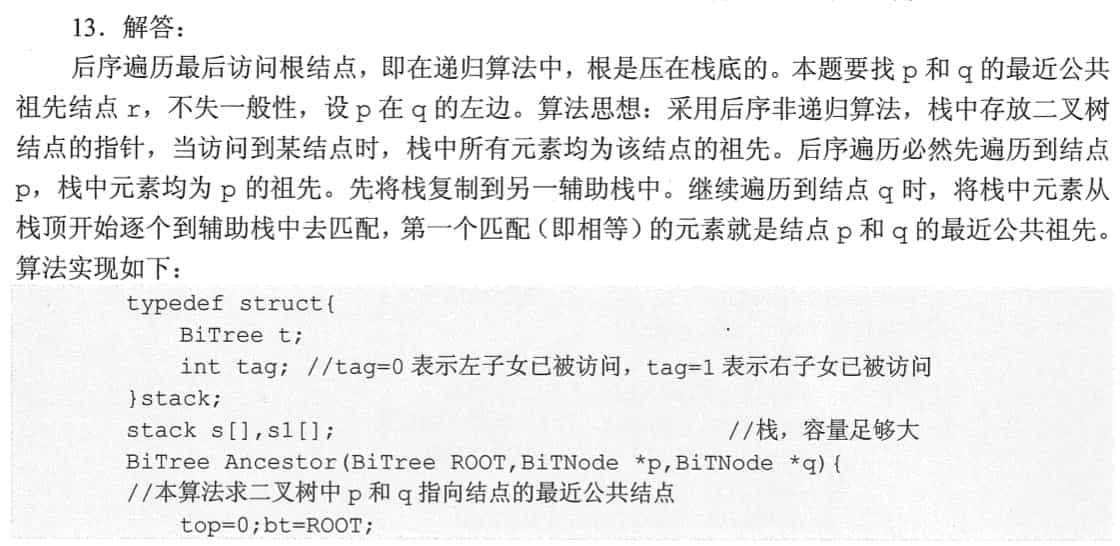 13．解答：
后序遍历最后访问根结点，即在递归算法中，根是压在栈底的。本题要找 p 和 q 的最近公共
祖先结点 r，不失一般性，设 p 在 q 的左边。算法思想：采用后序非递归算法，栈中存放二叉树
结点的指针，当访问到某结点时，栈中所有元素均为该结点的祖先。后序遍历必然先遍历到结点
p，栈中元素均为 p 的祖先。先将栈复制到另一辅助栈中。继续遍历到结点 q 时，将栈中元素从
栈顶开始逐个到辅助栈中去匹配，第一个匹配（即相等）的元素就是结点 p 和 q 的最近公共祖先。
算法实现如下：
typedef struct{
BiTree t;
int tag; //tag=0 表示左子女已被访问，tag=1 表示右子女已被访问
}stack;
stack s[],s1[]; //栈，容量足够大
BiTree Ancestor(BiTree ROOT,BiTNode *p,BiTNode *q){
//本算法求二叉树中 p 和 q 指向结点的最近公共结点
top=0;bt=ROOT;